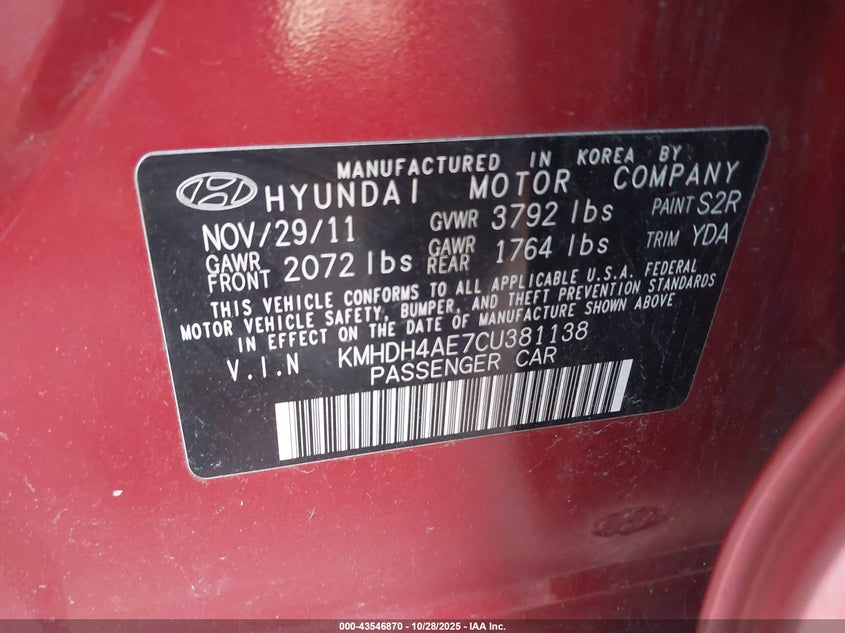 MANUFACTURED IN KOREA BY
HYUNDAI MOTOR COMPANY
NOV/29/11 GVWR 3792 lbs PAINT S2R
GAWR FRONT 2072 lbs GAWR REAR 1764 lbs TRIM YDA
THIS VEHICLE CONFORMS TO ALL APPLICABLE U.S.A. FEDERAL
MOTOR VEHICLE SAFETY, BUMPER, AND THEFT PREVENTION STANDARDS
IN EFFECT ON THE DATE OF MANUFACTURE SHOWN ABOVE
V.I.N KMHDH4AE7CU381138
PASSENGER CAR
000-43546870 | 10/28/2025 | IAA Inc.